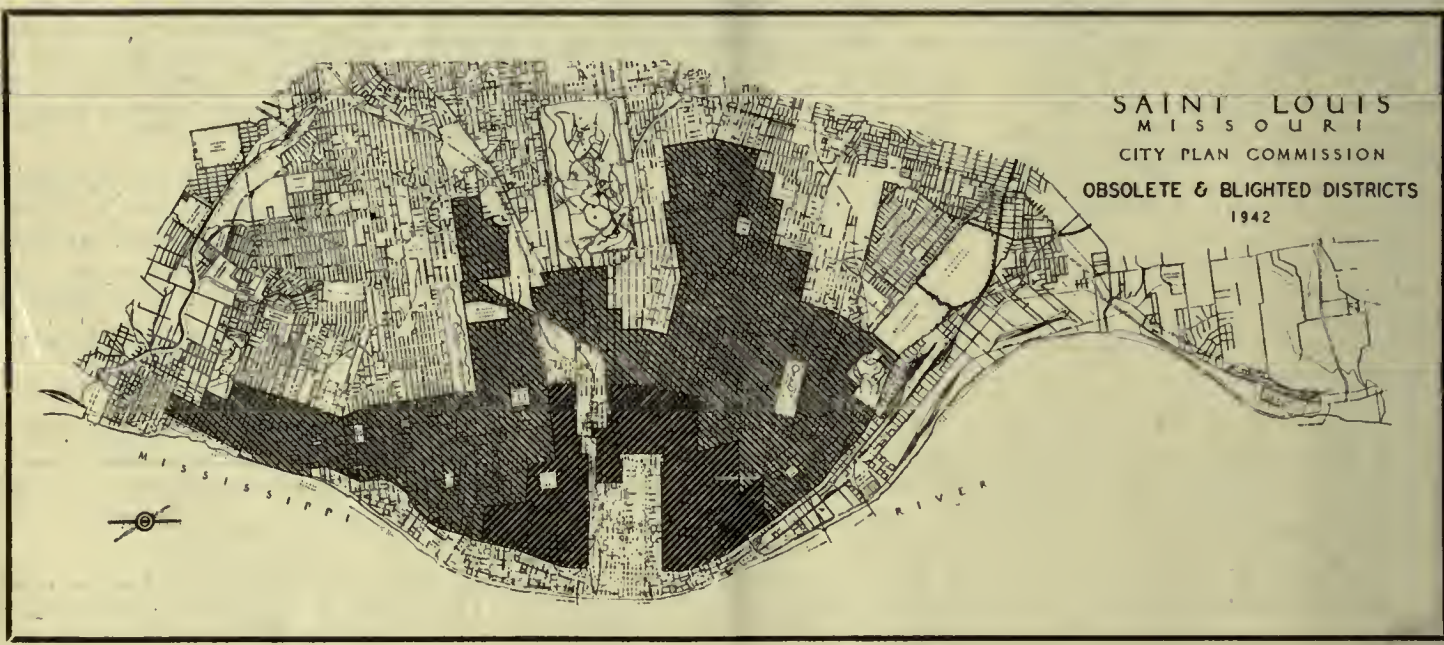 SAINT LOUIS
MISSOURI
CITY PLAN COMMISSION
OBSOLETE & BLIGHTED DISTRICTS
1942
MISSISSIPPI
RIVER